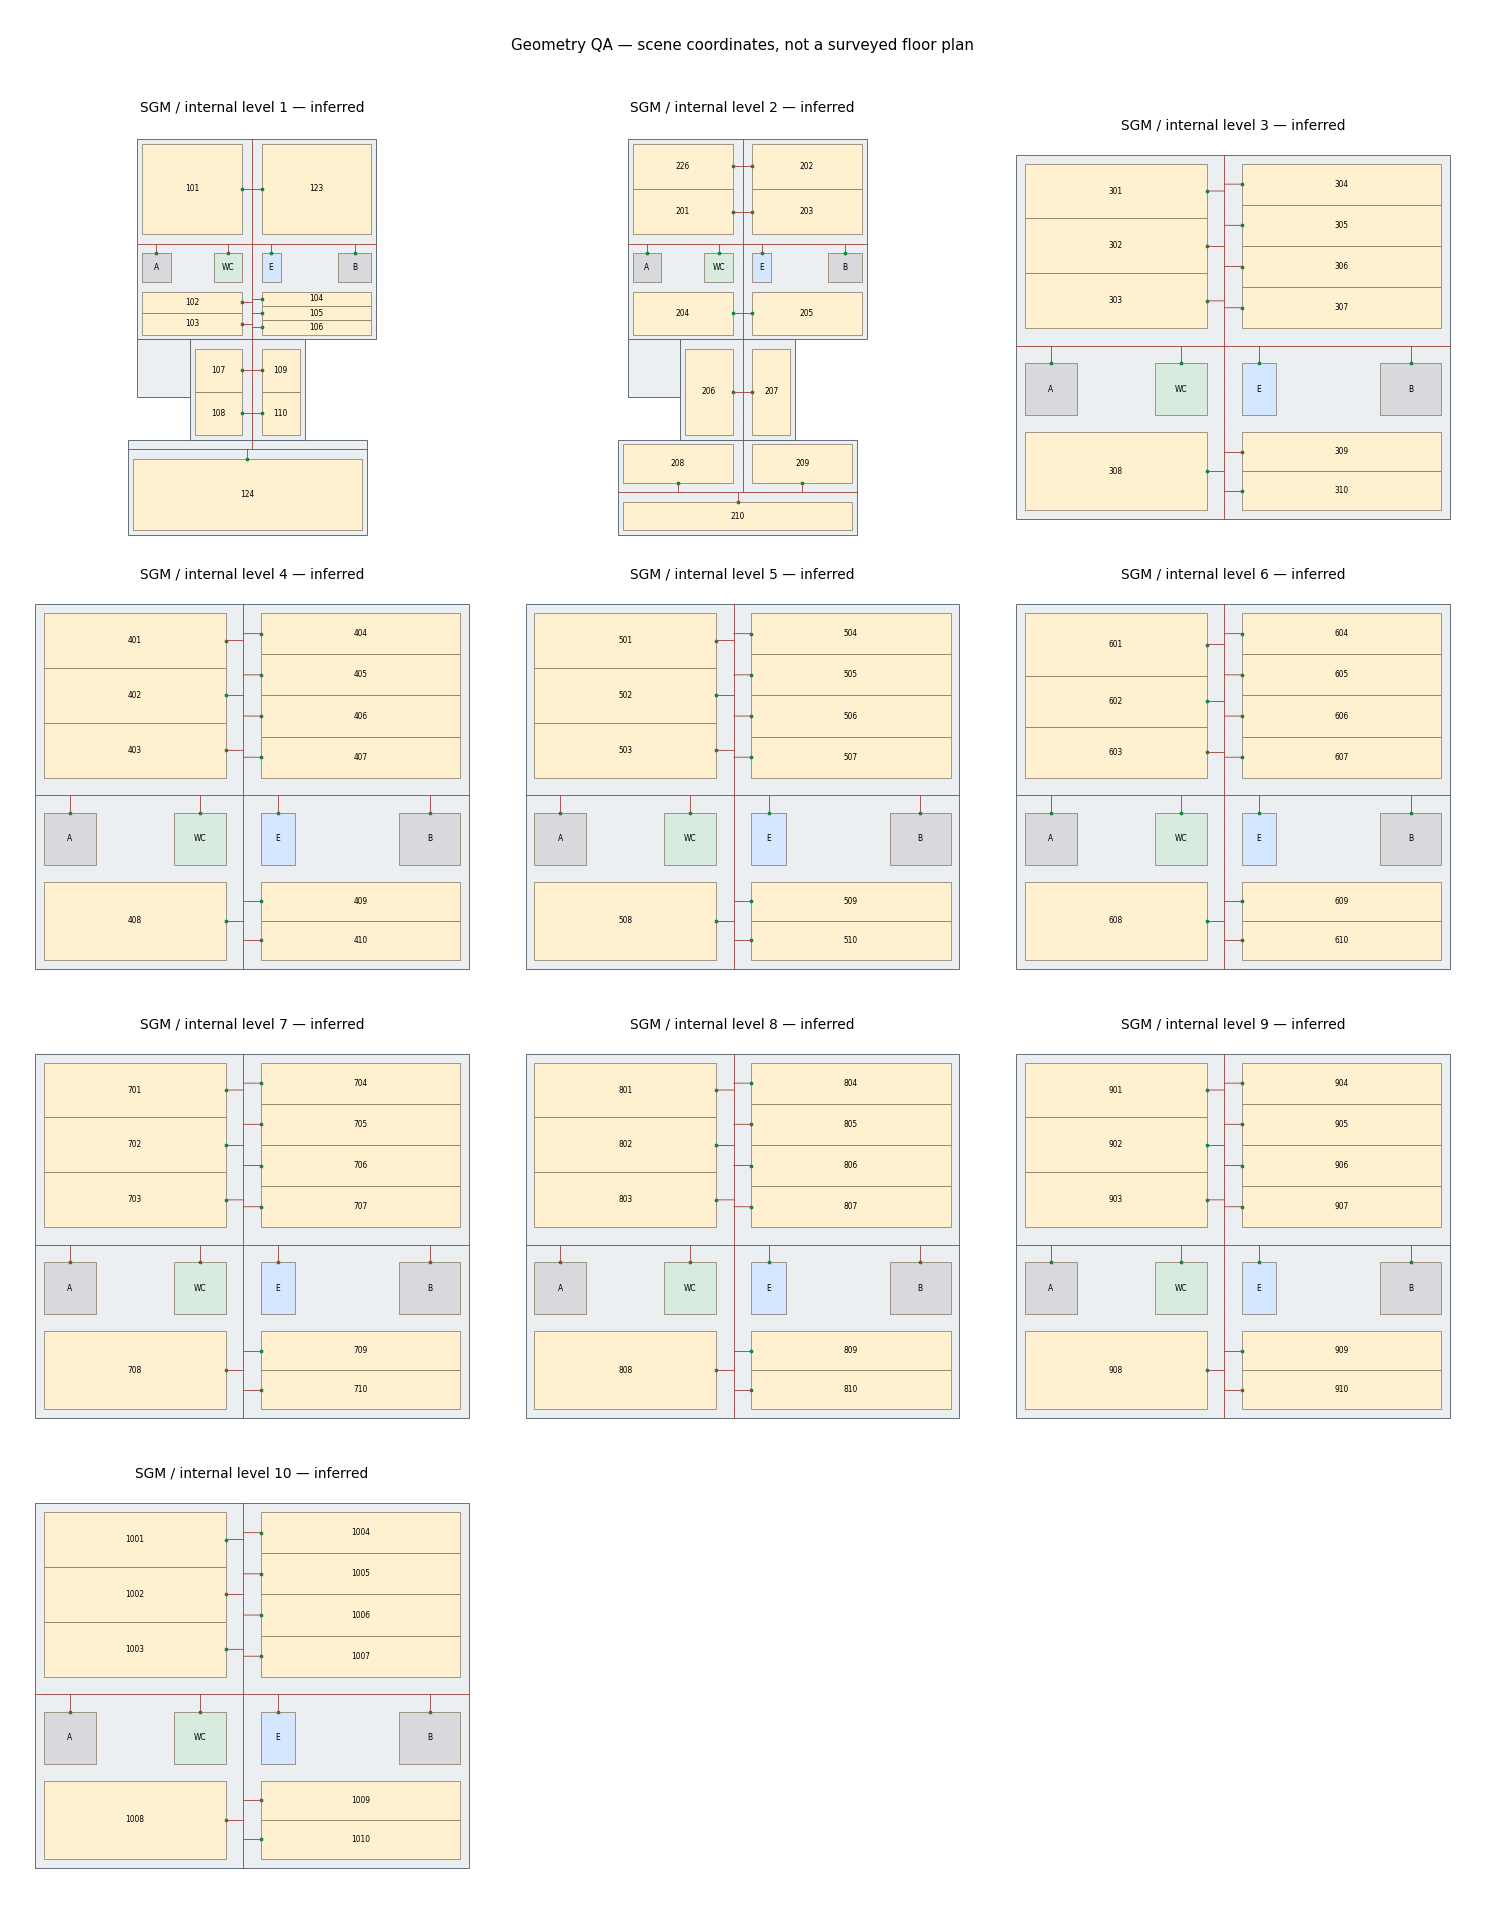 Geometry QA — scene coordinates, not a surveyed floor plan
SGM / internal level 1 — inferred
101
123
A
WC
E
B
102
103
104
105
106
107
109
108
110
124
SGM / internal level 2 — inferred
226
202
201
203
A
WC
E
B
204
205
206
207
208
209
210
SGM / internal level 3 — inferred
301
302
303
304
305
306
307
A
WC
E
B
308
309
310
SGM / internal level 4 — inferred
401
402
403
404
405
406
407
A
WC
E
B
408
409
410
SGM / internal level 5 — inferred
501
502
503
504
505
506
507
A
WC
E
B
508
509
510
SGM / internal level 6 — inferred
601
602
603
604
605
606
607
A
WC
E
B
608
609
610
SGM / internal level 7 — inferred
701
702
703
704
705
706
707
A
WC
E
B
708
709
710
SGM / internal level 8 — inferred
801
802
803
804
805
806
807
A
WC
E
B
808
809
810
SGM / internal level 9 — inferred
901
902
903
904
905
906
907
A
WC
E
B
908
909
910
SGM / internal level 10 — inferred
1001
1002
1003
1004
1005
1006
1007
A
WC
E
B
1008
1009
1010